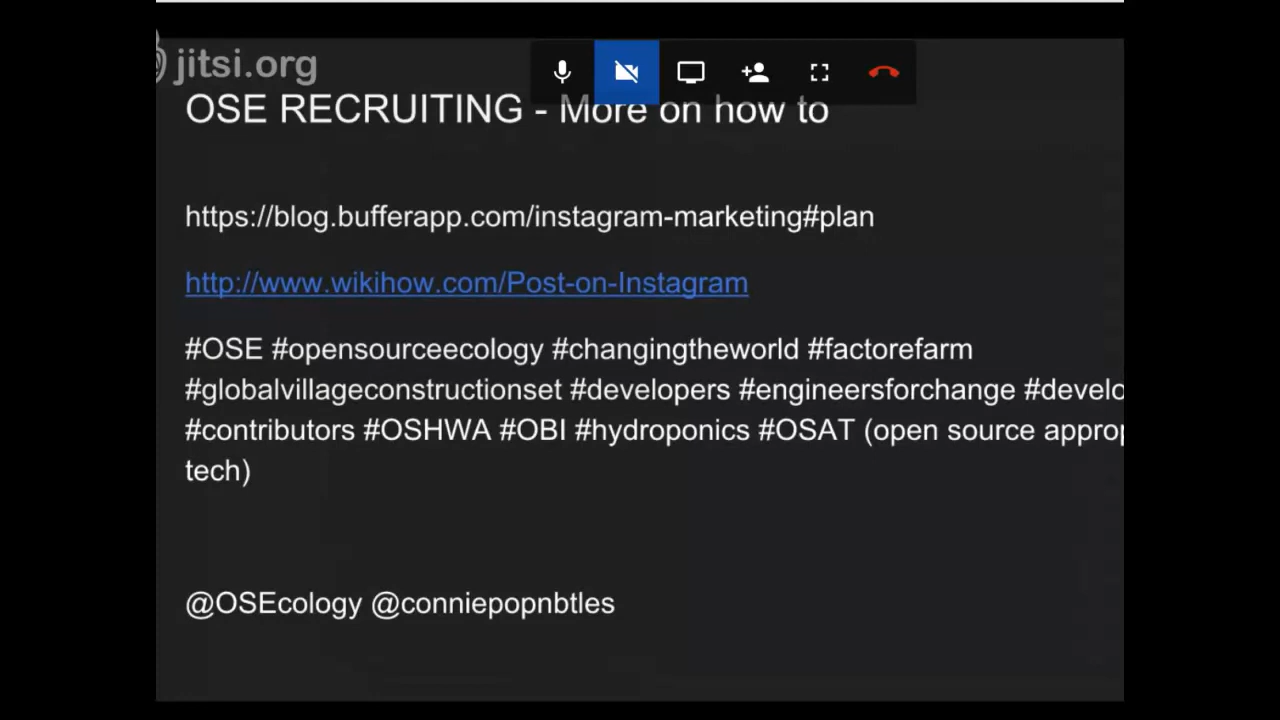 jitsi.org
OSE RECRUITING - More on how to
https://blog.bufferapp.com/instagram-marketing#plan
http://www.wikihow.com/Post-on-Instagram
#OSE #opensourceecology #changingtheworld #factorefarm
#globalvillageconstructionset #developers #engineersforchange
#contributors #OSHWA #OBI #hydroponics #OSAT (open source
tech)
@OSEcology @conniepopnbtles